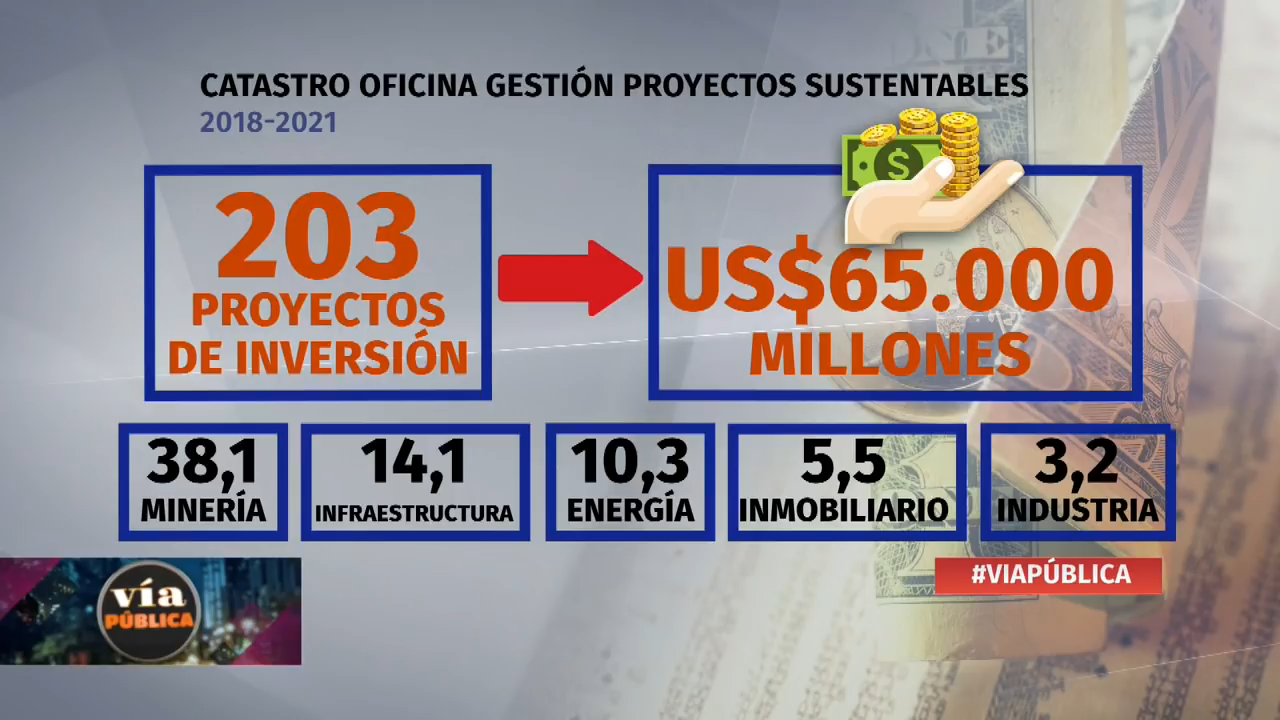 CATASTRO OFICINA GESTIÓN PROYECTOS SUSTENTABLES
2018-2021
203
PROYECTOS
DE INVERSIÓN
$
US$65.000
MILLONES
38,1
MINERÍA
14,1
INFRAESTRUCTURA
10,3
ENERGÍA
5,5
INMOBILIARIO
3,2
INDUSTRIA
vía
PÚBLICA
#VIAPÚBLICA